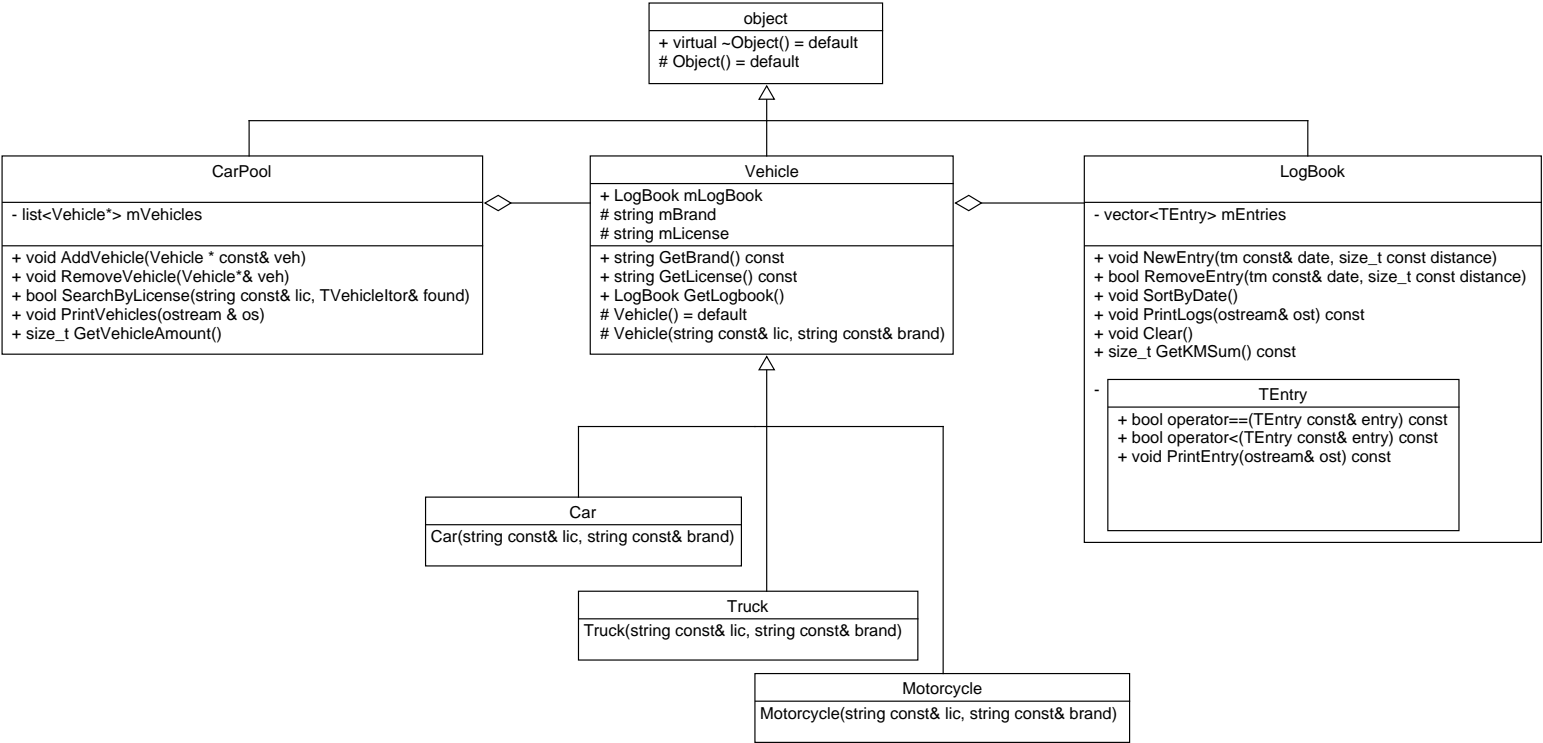 object
+ virtual ~Object() = default
# Object() = default
CarPool
- list<Vehicle*> mVehicles
+ void AddVehicle(Vehicle * const& veh)
+ void RemoveVehicle(Vehicle*& veh)
+ bool SearchByLicense(string const& lic, TVehicleItor& found)
+ void PrintVehicles(ostream & os)
+ size_t GetVehicleAmount()
Vehicle
+ LogBook mLogBook
# string mBrand
# string mLicense
+ string GetBrand() const
+ string GetLicense() const
+ LogBook GetLogbook()
# Vehicle() = default
# Vehicle(string const& lic, string const& brand)
LogBook
- vector<TEntry> mEntries
+ void NewEntry(tm const& date, size_t const distance)
+ bool RemoveEntry(tm const& date, size_t const distance)
+ void SortByDate()
+ void PrintLogs(ostream& ost) const
+ void Clear()
+ size_t GetKMSum() const
-
TEntry
+ bool operator==(TEntry const& entry) const
+ bool operator<(TEntry const& entry) const
+ void PrintEntry(ostream& ost) const
Car
Car(string const& lic, string const& brand)
Truck
Truck(string const& lic, string const& brand)
Motorcycle
Motorcycle(string const& lic, string const& brand)